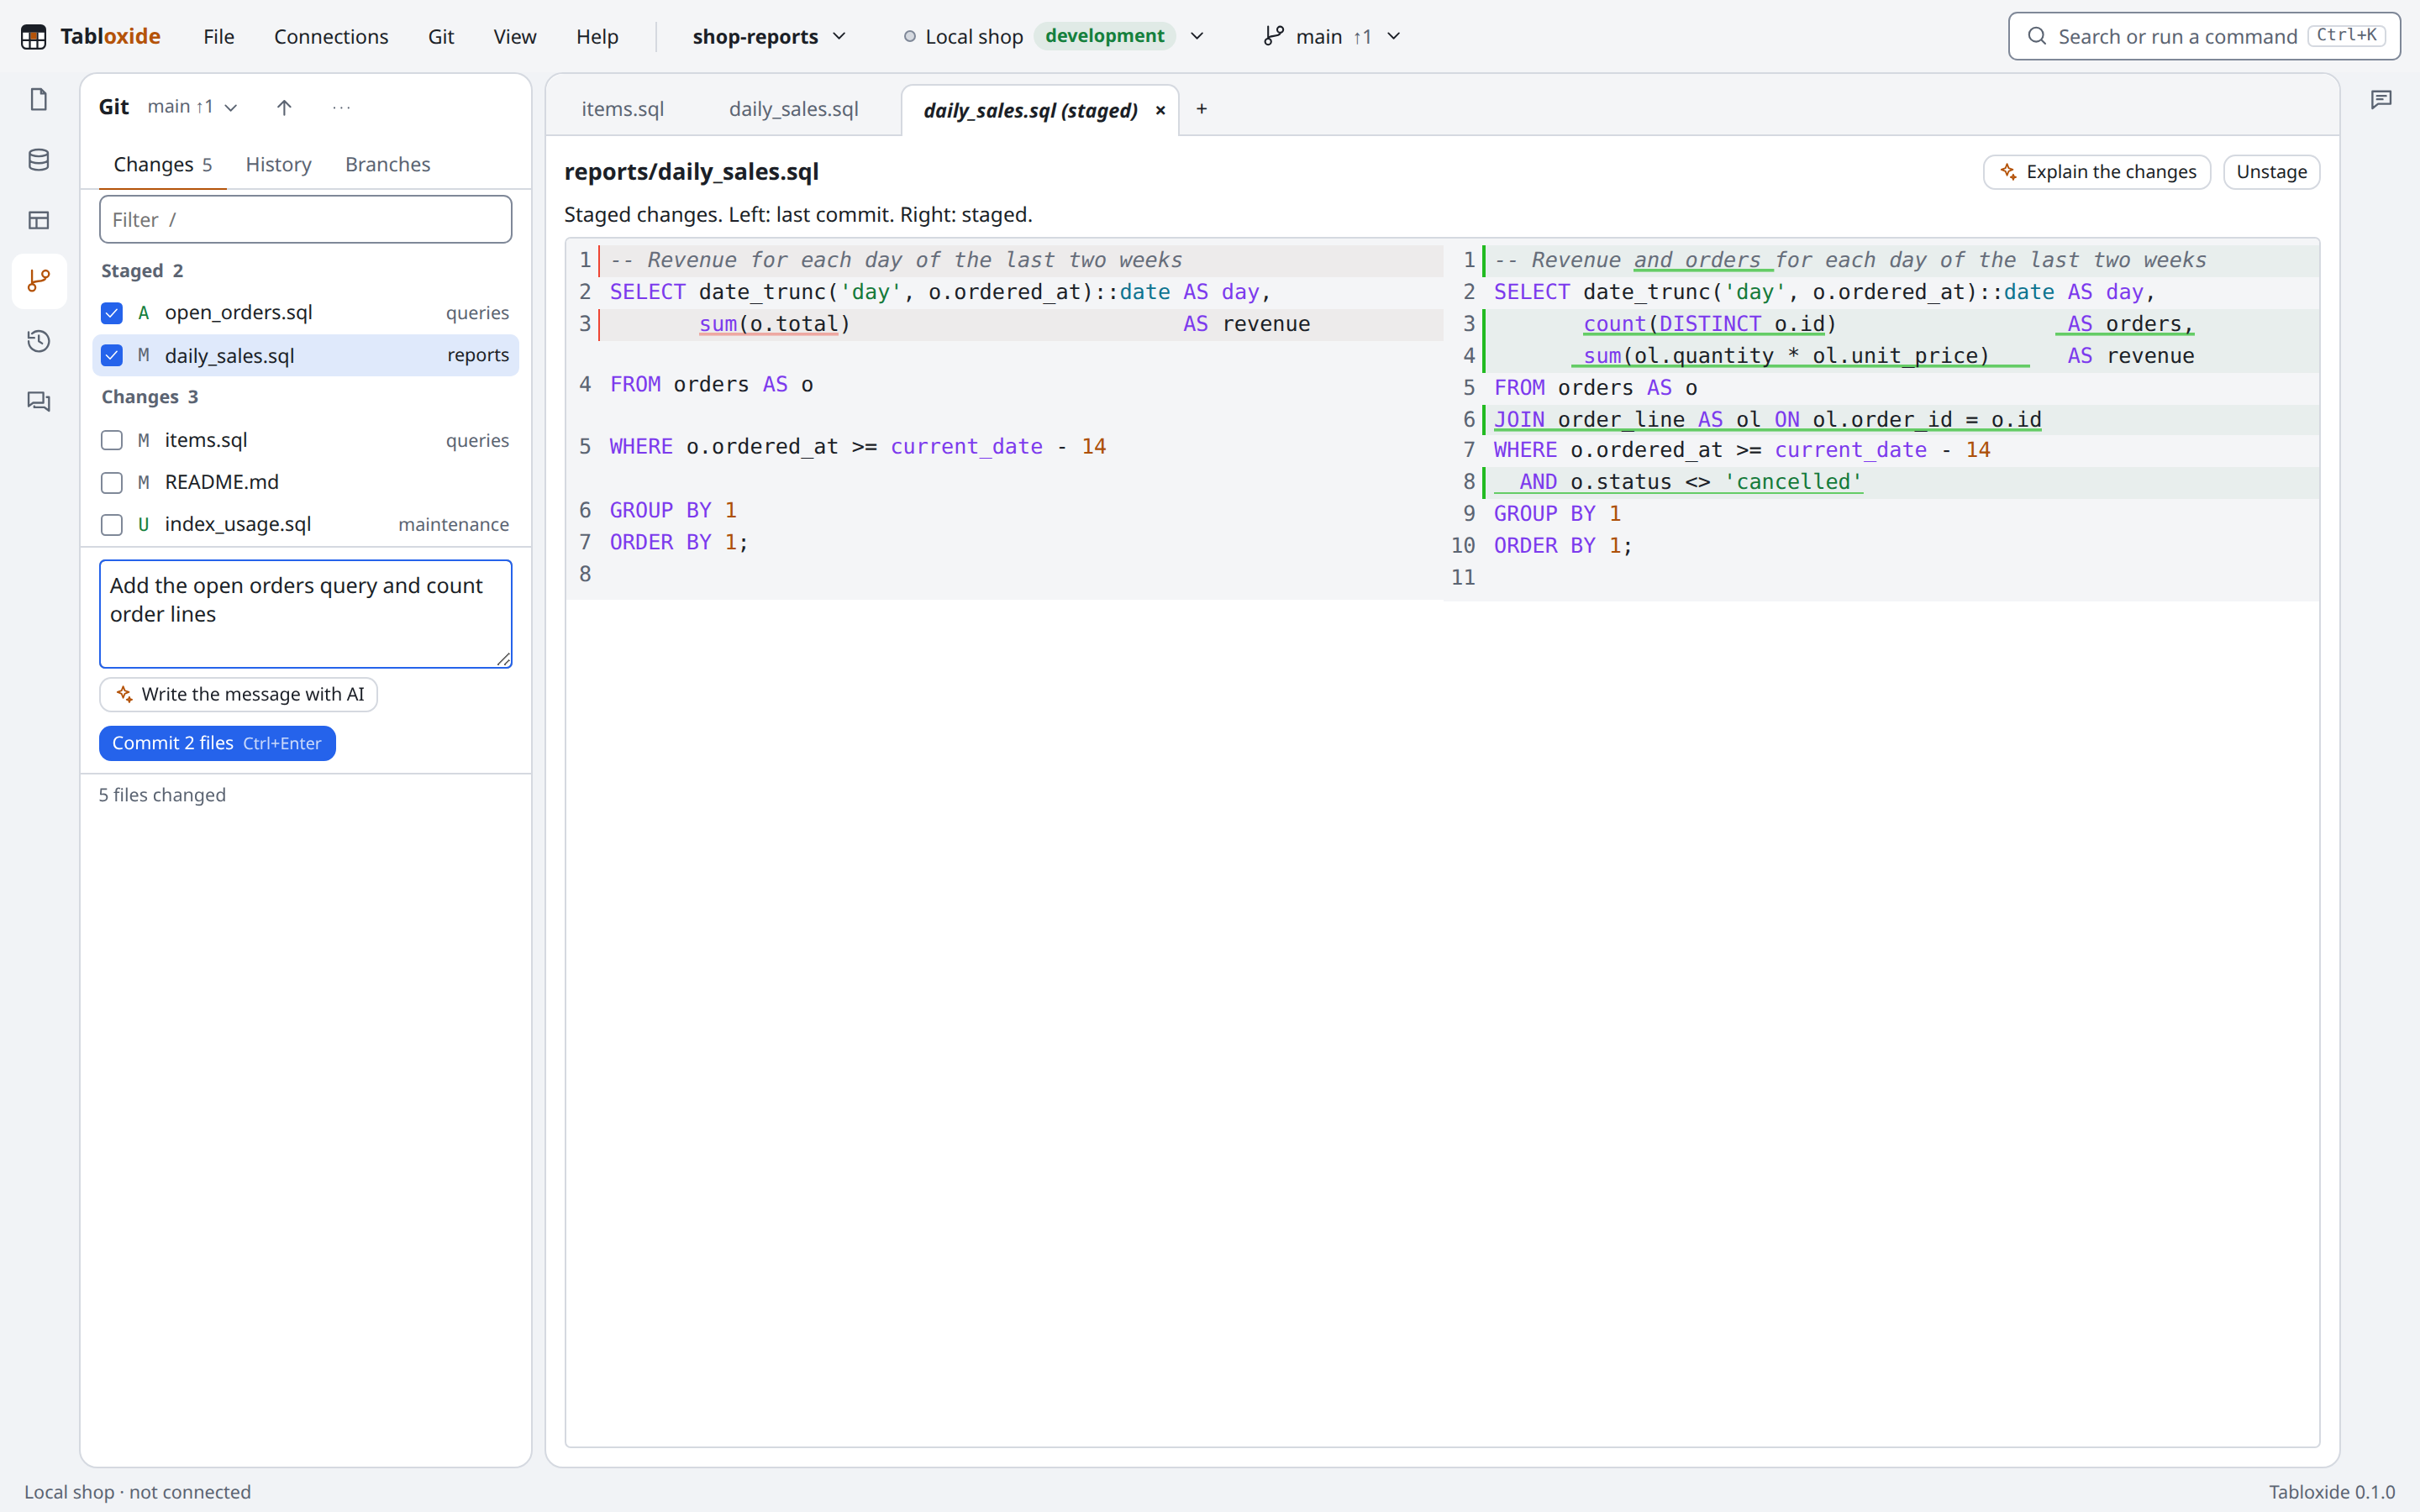 Tabloxide File Connections Git View Help shop-reports Local shop development main ↑1 Search or run a command Ctrl+K
Git main ↑1 ···
Changes 5 History Branches
Filter /
Staged 2
A open_orders.sql queries
M daily_sales.sql reports
Changes 3
M items.sql queries
M README.md
U index_usage.sql maintenance
Add the open orders query and count
order lines
Write the message with AI
Commit 2 files Ctrl+Enter
5 files changed
items.sql daily_sales.sql daily_sales.sql (staged) × +
reports/daily_sales.sql Explain the changes Unstage
Staged changes. Left: last commit. Right: staged.
1 -- Revenue for each day of the last two weeks
2 SELECT date_trunc('day', o.ordered_at)::date AS day,
3 sum(o.total) AS revenue
4 FROM orders AS o
5 WHERE o.ordered_at >= current_date - 14
6 GROUP BY 1
7 ORDER BY 1;
8
1 -- Revenue and orders for each day of the last two weeks
2 SELECT date_trunc('day', o.ordered_at)::date AS day,
3 count(DISTINCT o.id) AS orders,
4 sum(ol.quantity * ol.unit_price) AS revenue
5 FROM orders AS o
6 JOIN order_line AS ol ON ol.order_id = o.id
7 WHERE o.ordered_at >= current_date - 14
8 AND o.status <> 'cancelled'
9 GROUP BY 1
10 ORDER BY 1;
11
Local shop · not connected
Tabloxide 0.1.0